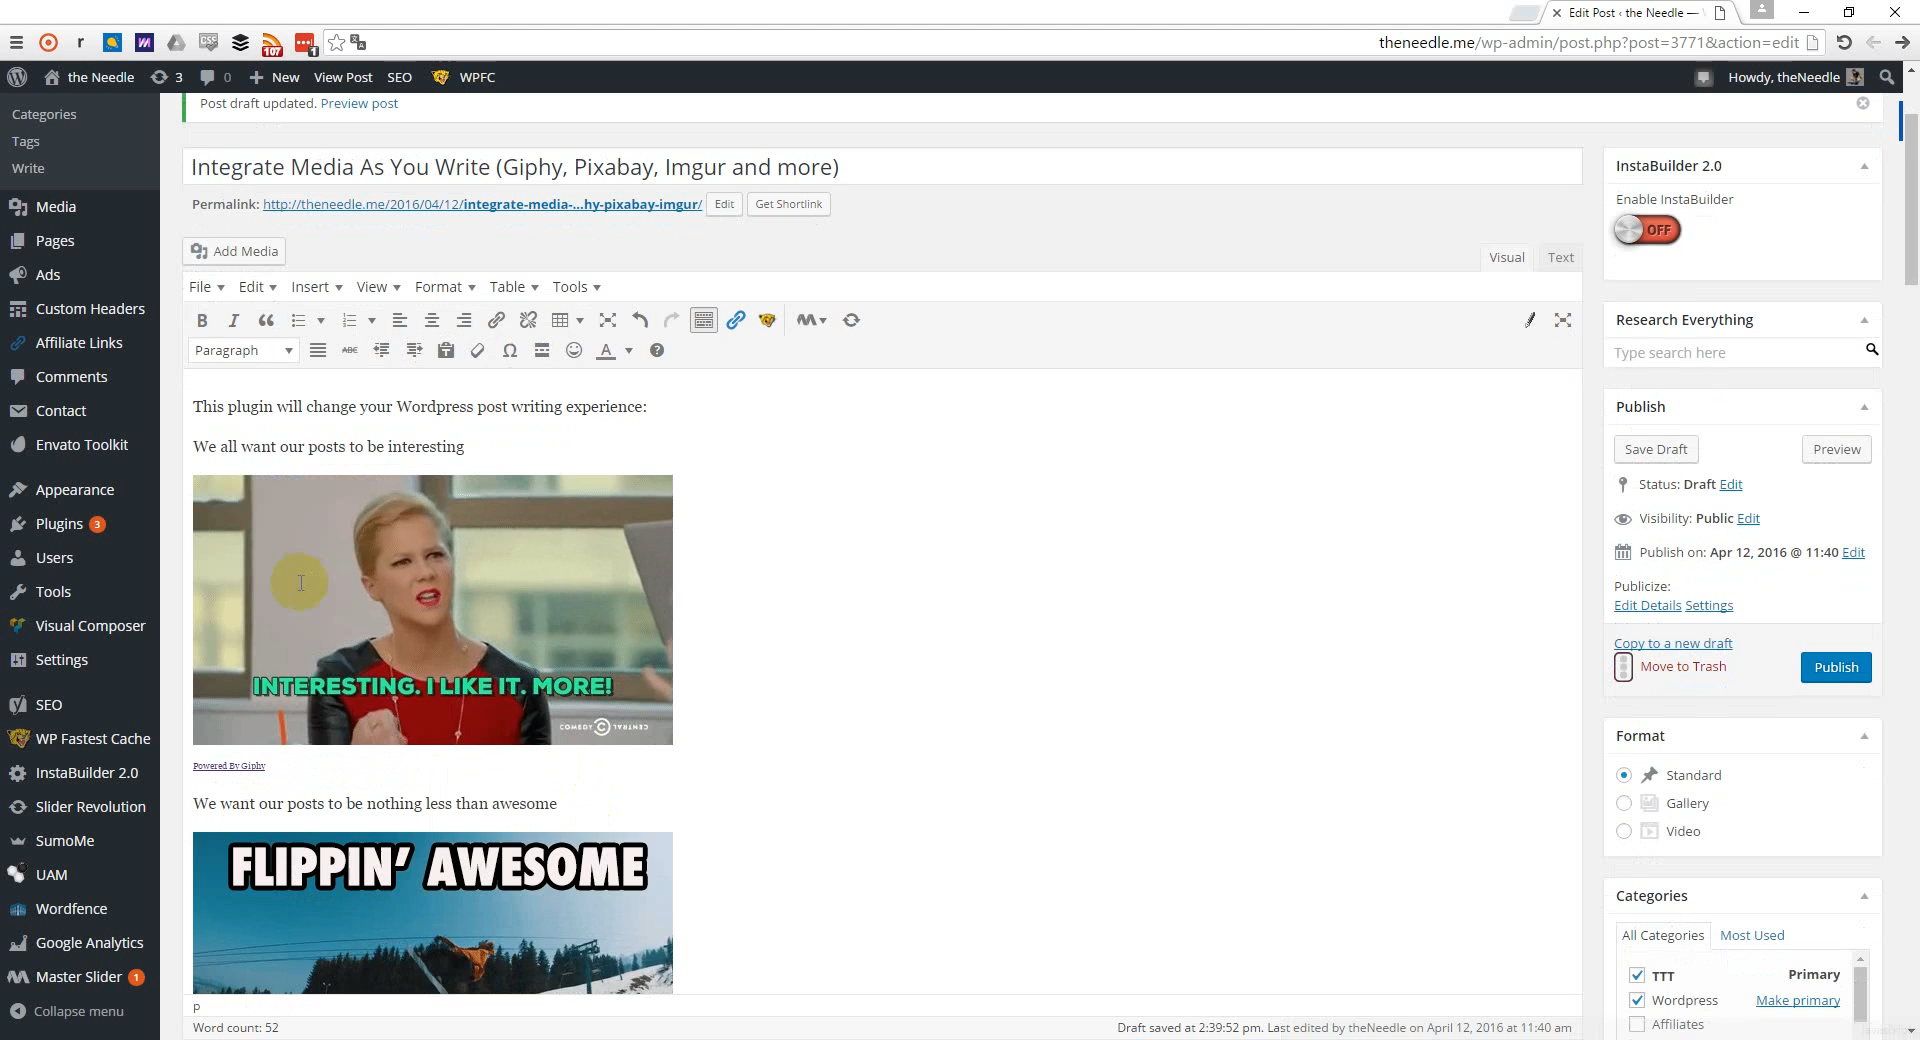 Edit Post ‹ the Needle —
r
107
1
theneedle.me/wp-admin/post.php?post=3771&action=edit
the Needle
3
0
New
View Post
SEO
WPFC
Howdy, theNeedle
Categories
Tags
Write
Media
Pages
Ads
Custom Headers
Affiliate Links
Comments
Contact
Envato Toolkit
Appearance
Plugins 3
Users
Tools
Visual Composer
Settings
SEO
WP Fastest Cache
InstaBuilder 2.0
Slider Revolution
SumoMe
UAM
Wordfence
Google Analytics
Master Slider 1
Collapse menu
Post draft updated. Preview post
Integrate Media As You Write (Giphy, Pixabay, Imgur and more)
Permalink: http://theneedle.me/2016/04/12/integrate-media-...hy-pixabay-imgur/ Edit Get Shortlink
Add Media
Visual Text
File Edit Insert View Format Table Tools
B I
Paragraph ABC Ω A
This plugin will change your Wordpress post writing experience:
We all want our posts to be interesting
INTERESTING. I LIKE IT. MORE!
COMEDY CENTRAL
Powered By Giphy
We want our posts to be nothing less than awesome
FLIPPIN' AWESOME
p
Word count: 52
Draft saved at 2:39:52 pm. Last edited by theNeedle on April 12, 2016 at 11:40 am
InstaBuilder 2.0
Enable InstaBuilder
OFF
Research Everything
Type search here
Publish
Save Draft Preview
Status: Draft Edit
Visibility: Public Edit
Publish on: Apr 12, 2016 @ 11:40 Edit
Publicize:
Edit Details Settings
Copy to a new draft
Move to Trash
Publish
Format
Standard
Gallery
Video
Categories
All Categories Most Used
TTT Primary
Wordpress Make primary
Affiliates